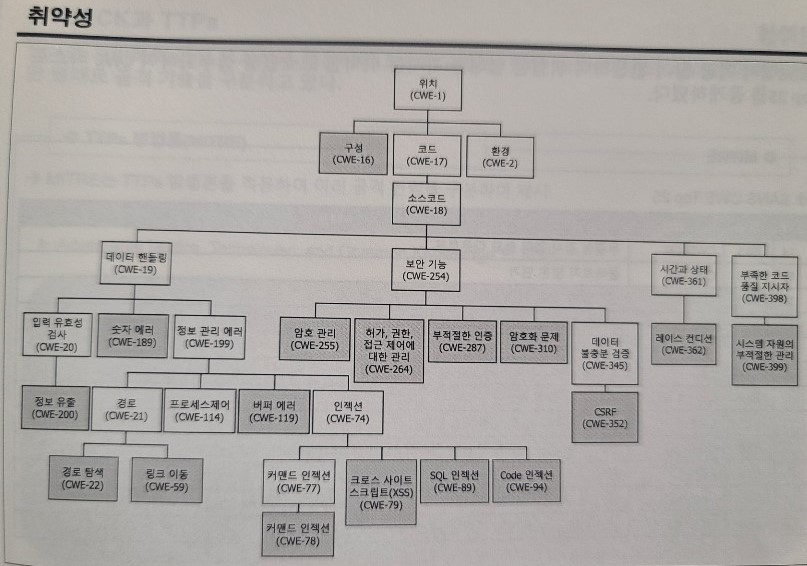 취약성
위치
(CWE-1)
구성
(CWE-16)
코드
(CWE-17)
환경
(CWE-2)
소스코드
(CWE-18)
데이터 핸들링
(CWE-19)
보안 기능
(CWE-254)
시간과 상태
(CWE-361)
부족한 코드
품질 지시자
(CWE-398)
입력 유효성
검사
(CWE-20)
숫자 에러
(CWE-189)
정보 관리 에러
(CWE-199)
암호 관리
(CWE-255)
허가, 권한,
접근 제어에
대한 관리
(CWE-264)
부적절한 인증
(CWE-287)
암호화 문제
(CWE-310)
데이터
불충분 검증
(CWE-345)
레이스 컨디션
(CWE-362)
시스템 자원의
부적절한 관리
(CWE-399)
정보 유출
(CWE-200)
경로
(CWE-21)
프로세스제어
(CWE-114)
버퍼 에러
(CWE-119)
인젝션
(CWE-74)
CSRF
(CWE-352)
경로 탐색
(CWE-22)
링크 이동
(CWE-59)
커맨드 인젝션
(CWE-77)
크로스 사이트
스크립트(XSS)
(CWE-79)
SQL 인젝션
(CWE-89)
Code 인젝션
(CWE-94)
커맨드 인젝션
(CWE-78)